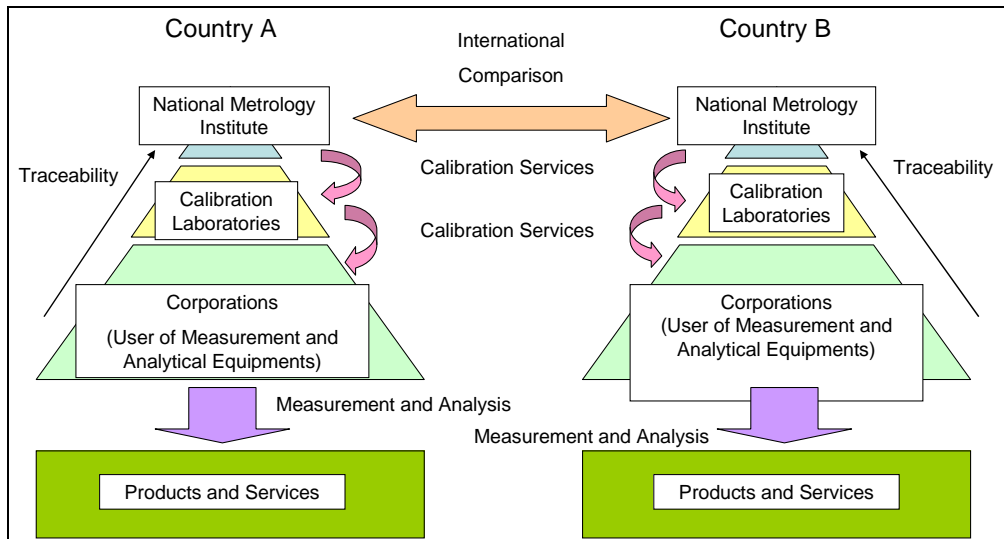 Country A
Country B
International
Comparison
National Metrology
Institute
National Metrology
Institute
Traceability
Calibration Services
Traceability
Calibration
Laboratories
Calibration
Laboratories
Calibration Services
Corporations
(User of Measurement and
Analytical Equipments)
Corporations
(User of Measurement and
Analytical Equipments)
Measurement and Analysis
Measurement and Analysis
Products and Services
Products and Services